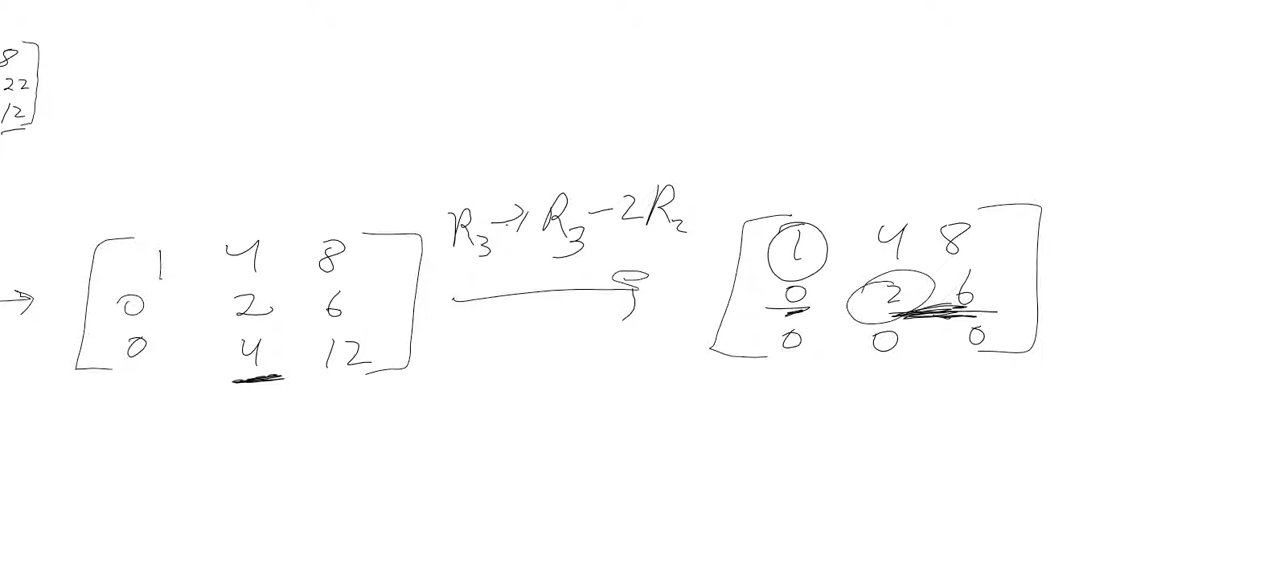 8
22
12
R3 → R3 - 2R2
→ 1 4 8
0 2 6
0 4 12
1 4 8
0 2 6
0 0 0